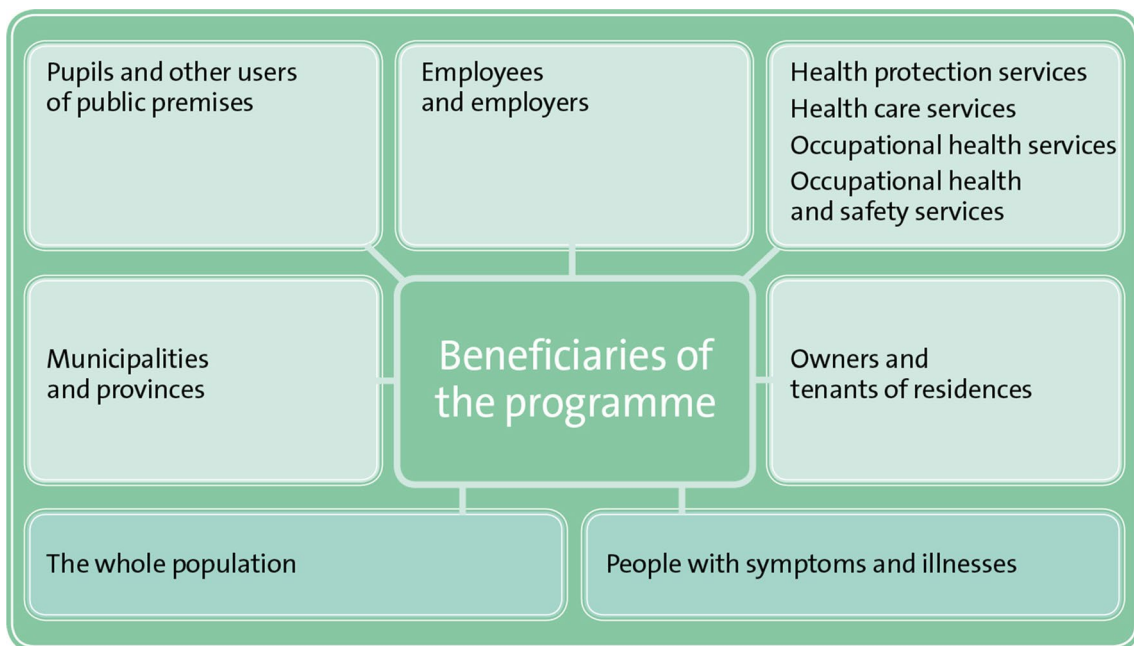 Pupils and other users
of public premises
Employees
and employers
Health protection services
Health care services
Occupational health services
Occupational health
and safety services
Municipalities
and provinces
Beneficiaries of
the programme
Owners and
tenants of residences
The whole population
People with symptoms and illnesses